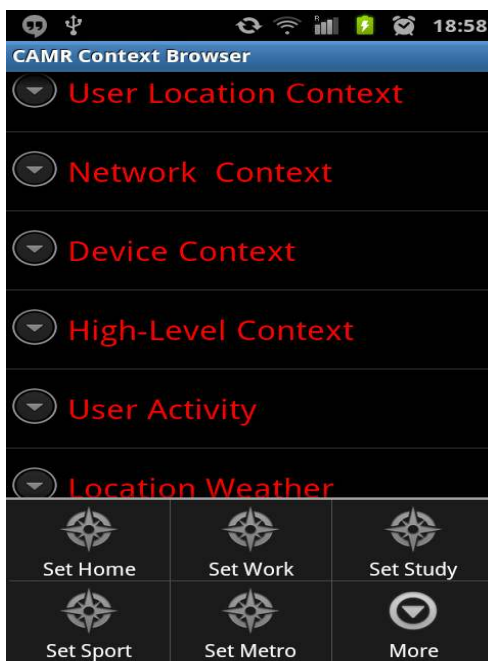 R
18:58
CAMR Context Browser
User Location Context
Network Context
Device Context
High-Level Context
User Activity
Location Weather
Set Home
Set Work
Set Study
Set Sport
Set Metro
More